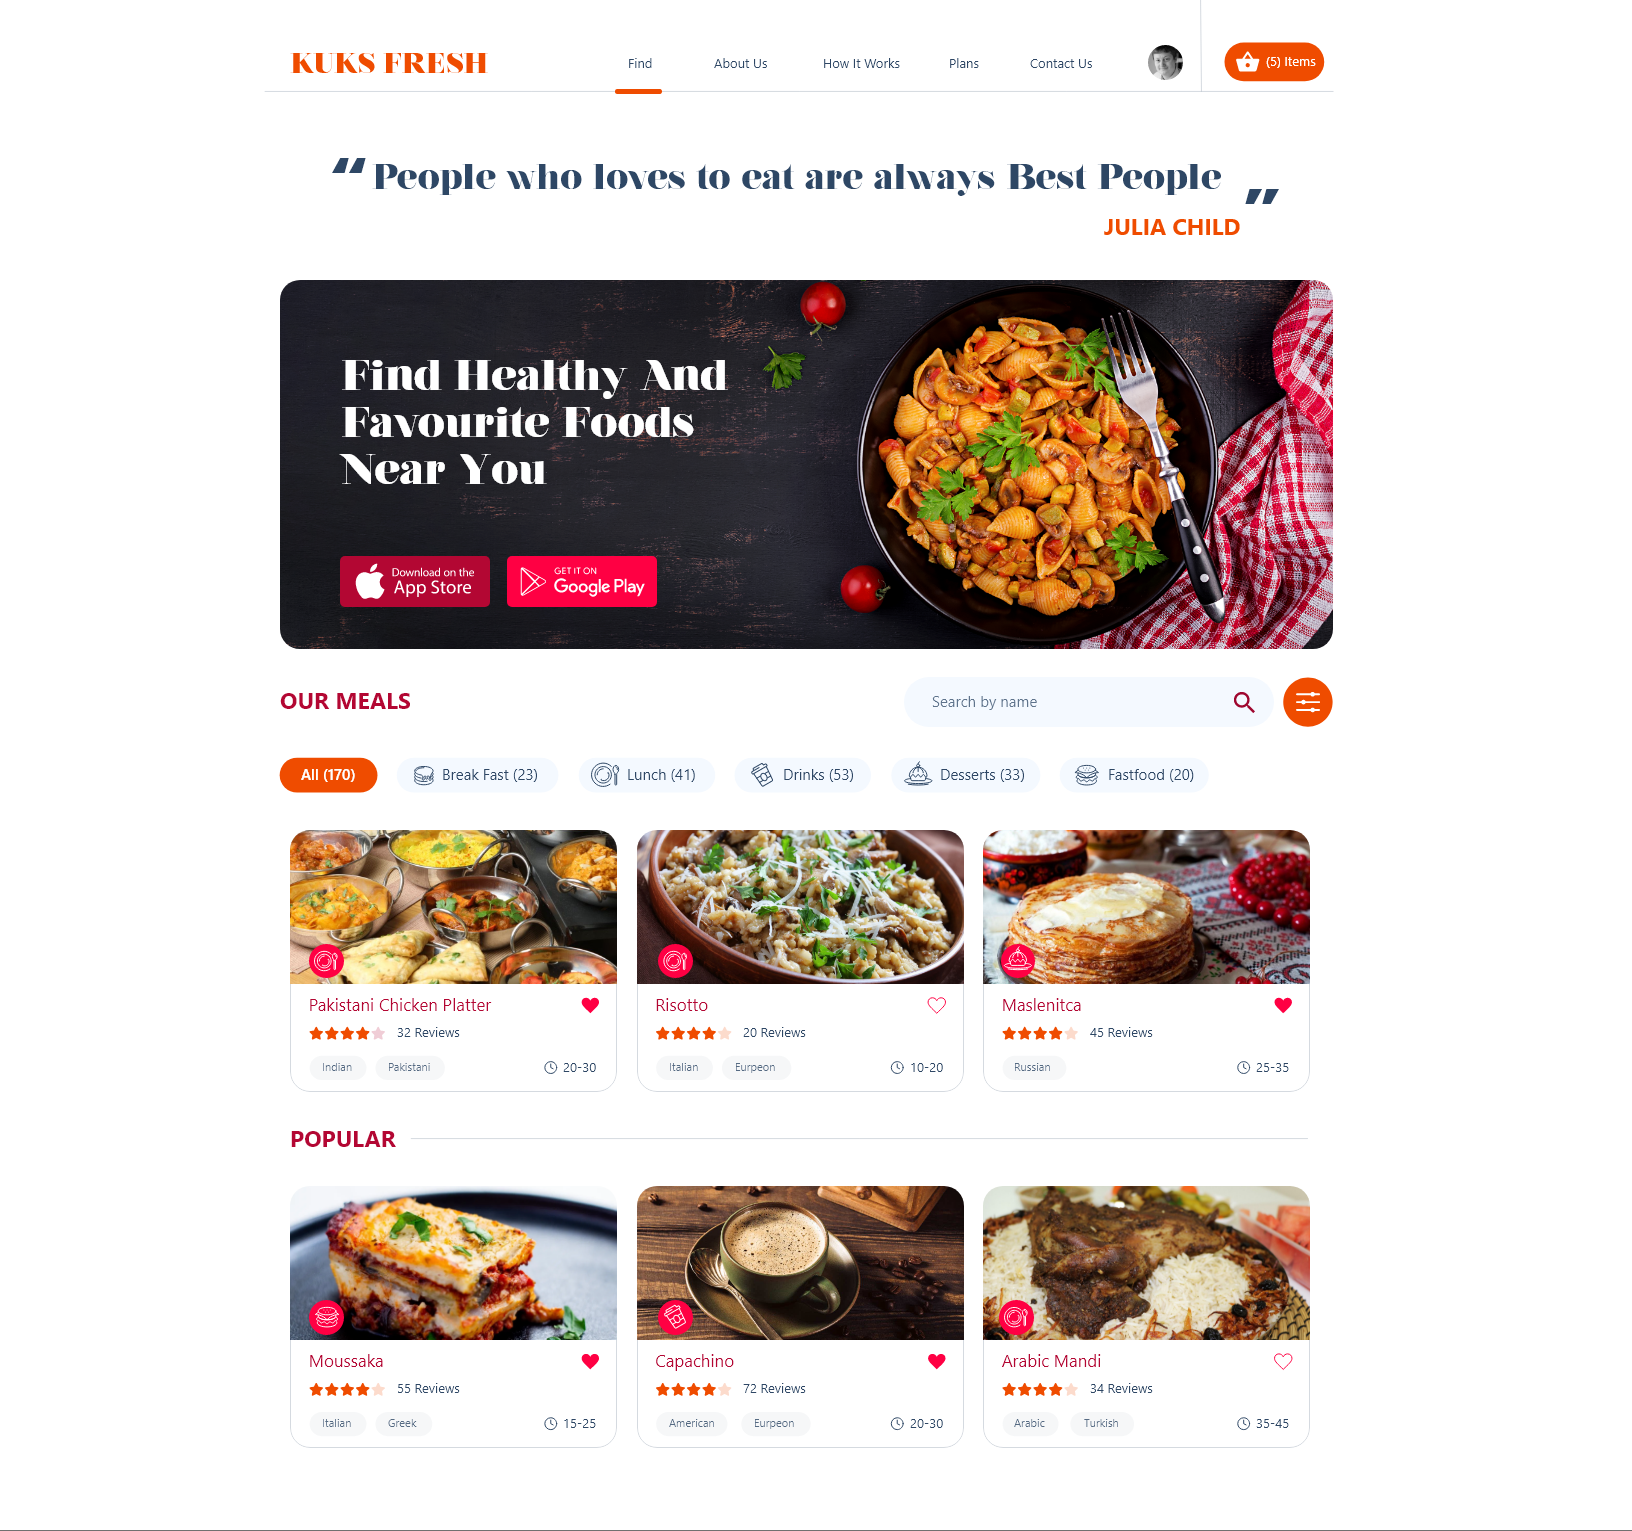 KUKS FRESH
Find
About Us
How It Works
Plans
Contact Us
(5) Items
“ People who loves to eat are always Best People ”
JULIA CHILD
Find Healthy And
Favourite Foods
Near You
Download on the
App Store
GET IT ON
Google Play
OUR MEALS
Search by name
All (170)
Break Fast (23)
Lunch (41)
Drinks (53)
Desserts (33)
Fastfood (20)
Pakistani Chicken Platter
32 Reviews
Indian
Pakistani
20-30
Risotto
20 Reviews
Italian
Eurpeon
10-20
Maslenitca
45 Reviews
Russian
25-35
POPULAR
Moussaka
55 Reviews
Italian
Greek
15-25
Capachino
72 Reviews
American
Eurpeon
20-30
Arabic Mandi
34 Reviews
Arabic
Turkish
35-45